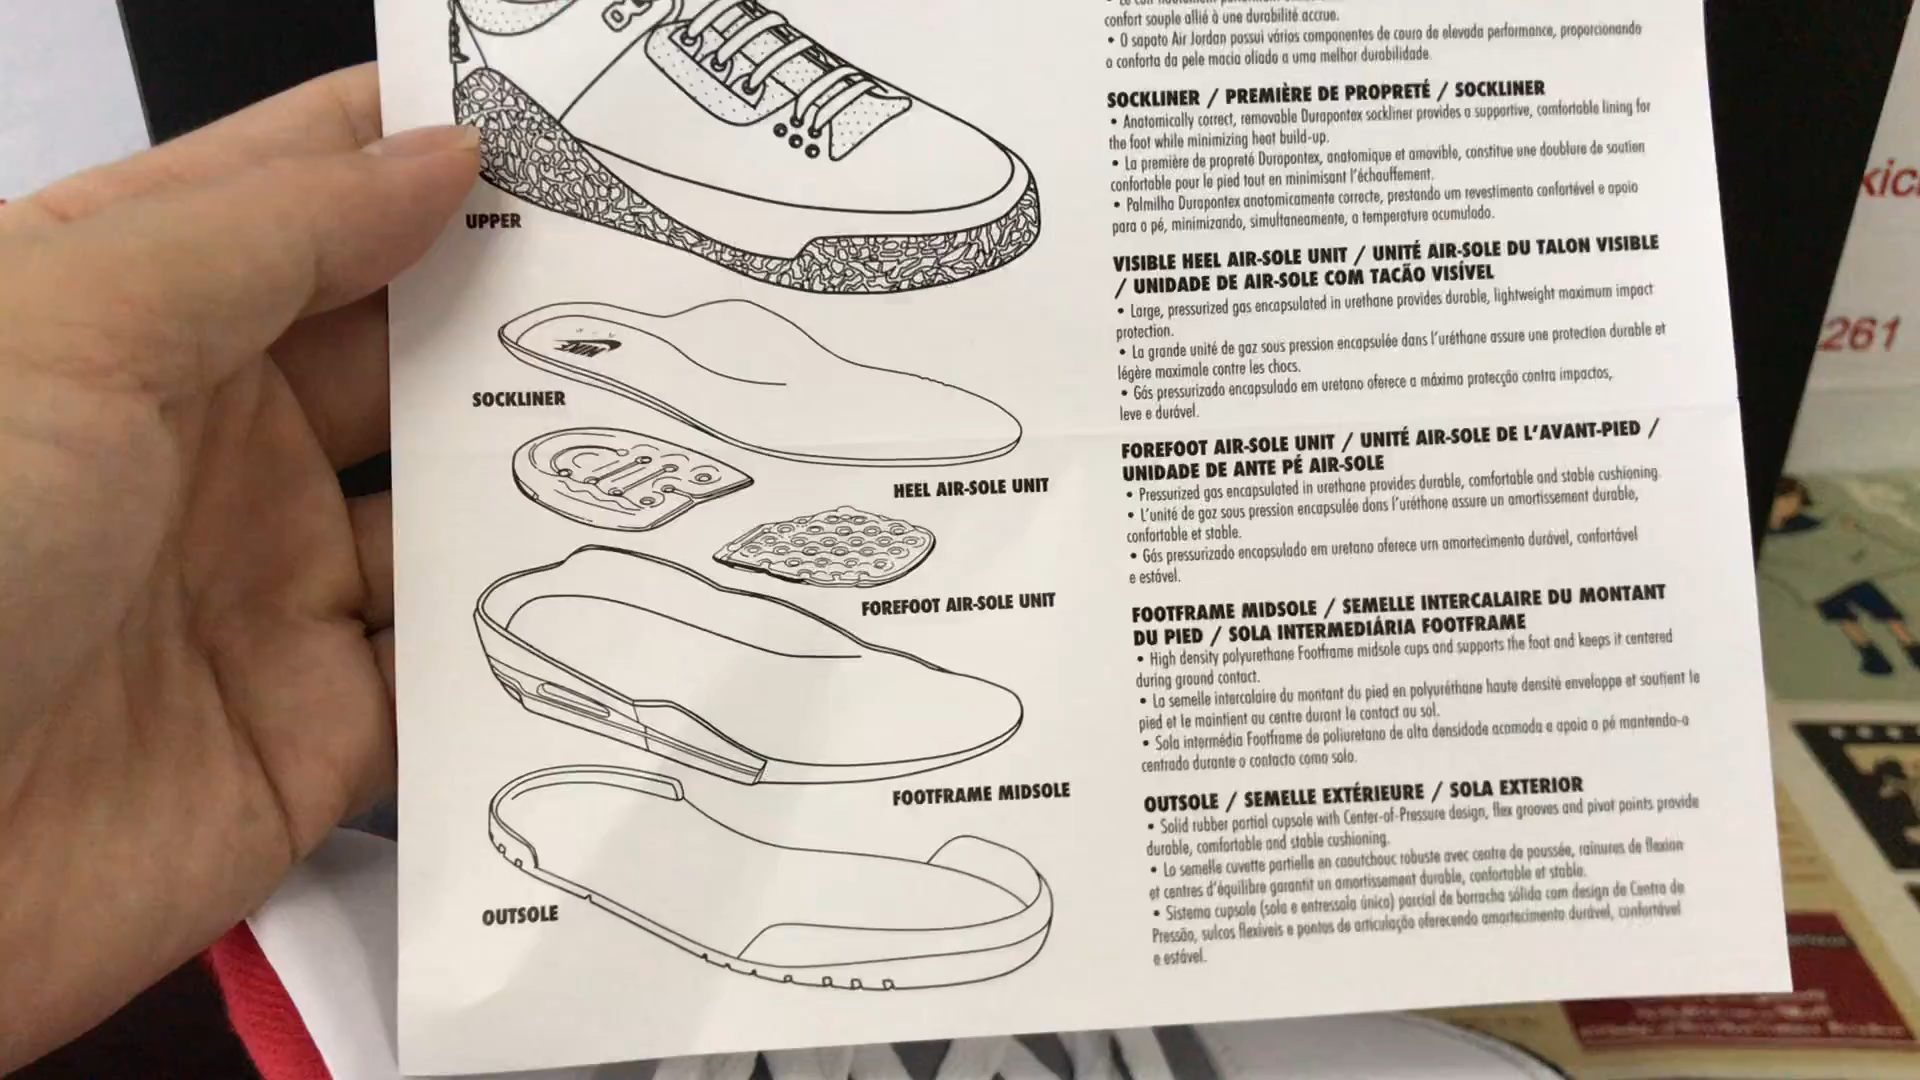 confort souple allié à une durabilité accrue.
• O sapato Air Jordan possui vários componentes de couro de elevada performance, proporcionando
o conforto da pele macia aliado a uma melhor durabilidade.
SOCKLINER / PREMIÈRE DE PROPRETÉ / SOCKLINER
• Anatomically correct, removable Durapontex sockliner provides a supportive, comfortable lining for
the foot while minimizing heat build-up.
• La première de propreté Durapontex, anatomique et amovible, constitue une doublure de soutien
confortable pour le pied tout en minimisant l'échauffement.
• Palmilha Durapontex anatomicamente correcte, prestando um revestimento confortével e apoio
para o pé, minimizando, simultaneamente, a temperature acumulado.
VISIBLE HEEL AIR-SOLE UNIT / UNITÉ AIR-SOLE DU TALON VISIBLE
/ UNIDADE DE AIR-SOLE COM TACÃO VISÍVEL
• Large, pressurized gas encapsulated in urethane provides durable, lightweight maximum impact
protection.
• La grande unité de gaz sous pression encapsulée dans l'uréthane assure une protection durable et
légère maximale contre les chocs.
• Gás pressurizado encapsulado em uretano oferece a máxima protecção contra impactos,
leve e durável.
FOREFOOT AIR-SOLE UNIT / UNITÉ AIR-SOLE DE L'AVANT-PIED /
UNIDADE DE ANTE PÉ AIR-SOLE
• Pressurized gas encapsulated in urethane provides durable, comfortable and stable cushioning.
• L'unité de gaz sous pression encapsulée dans l'uréthane assure un amortissement durable,
confortable et stable.
• Gás pressurizado encapsulado em uretano oferece um amortecimento durável, confortável
e estável.
FOOTFRAME MIDSOLE / SEMELLE INTERCALAIRE DU MONTANT
DU PIED / SOLA INTERMEDIÁRIA FOOTFRAME
• High density polyurethane Footframe midsole cups and supports the foot and keeps it centered
during ground contact.
• La semelle intercalaire du montant du pied en polyuréthane haute densité enveloppe et soutient le
pied et le maintient au centre durant le contact au sol.
• Sola intermédia Footframe de poliuretano de alta densidade acomoda e apoia o pé mantendo-o
centrado durante o contacto como solo.
OUTSOLE / SEMELLE EXTÉRIEURE / SOLA EXTERIOR
• Solid rubber partial cupsole with Center-of-Pressure design, flex grooves and pivot points provide
durable, comfortable and stable cushioning.
• La semelle cuvette partielle en caoutchouc robuste avec centre de poussée, rainures de flexion
et centres d'équilibre garantit un amortissement durable, confortable et stable.
• Sistema cupsole (sola e entressola única) parcial de borracha sólida com design de Centro de
Pressão, sulcos flexíveis e pontos de articulação oferecendo amortecimento durável, confortável
e estável.
UPPER
NIKE
SOCKLINER
HEEL AIR-SOLE UNIT
FOREFOOT AIR-SOLE UNIT
FOOTFRAME MIDSOLE
OUTSOLE
261